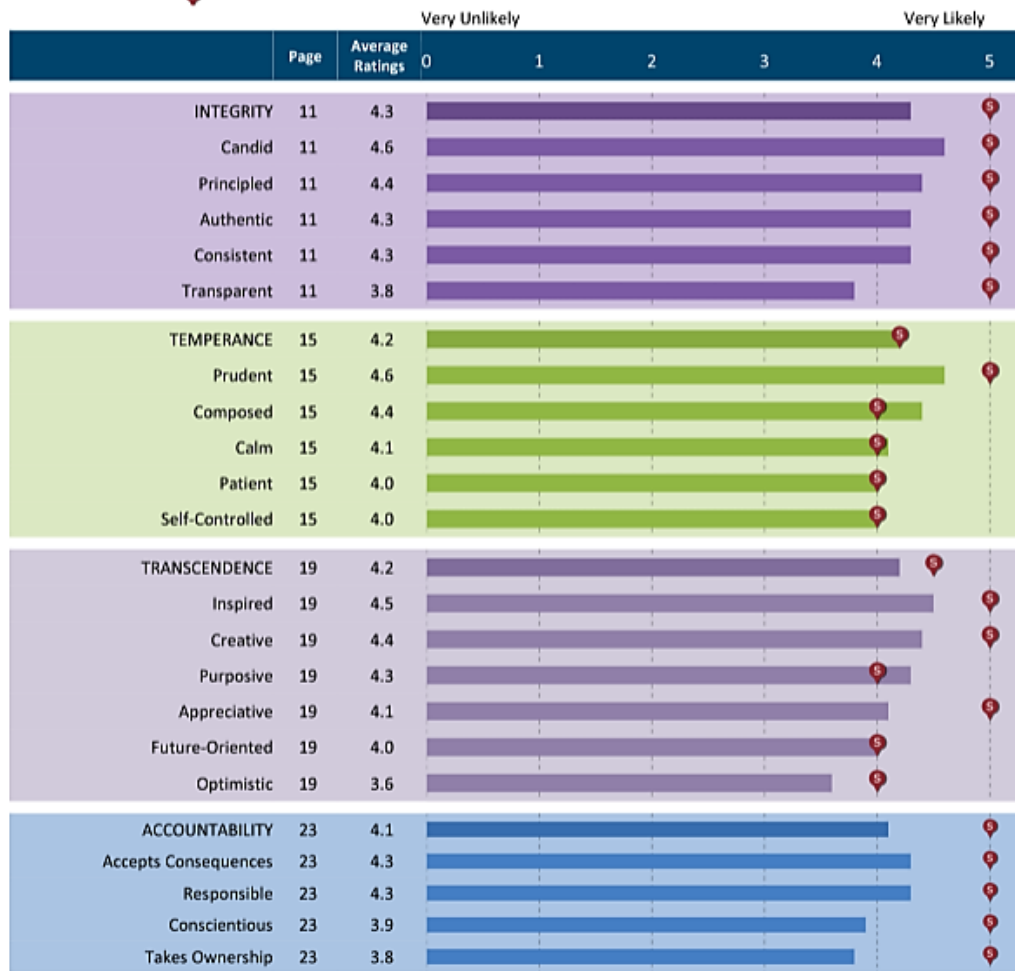 Very Unlikely Very Likely
Page Average Ratings 0 1 2 3 4 5
INTEGRITY 11 4.3 S
Candid 11 4.6 S
Principled 11 4.4 S
Authentic 11 4.3 S
Consistent 11 4.3 S
Transparent 11 3.8 S
TEMPERANCE 15 4.2 S
Prudent 15 4.6 S
Composed 15 4.4 S
Calm 15 4.1 S
Patient 15 4.0 S
Self-Controlled 15 4.0 S
TRANSCENDENCE 19 4.2 S
Inspired 19 4.5 S
Creative 19 4.4 S
Purposive 19 4.3 S
Appreciative 19 4.1 S
Future-Oriented 19 4.0 S
Optimistic 19 3.6 S
ACCOUNTABILITY 23 4.1 S
Accepts Consequences 23 4.3 S
Responsible 23 4.3 S
Conscientious 23 3.9 S
Takes Ownership 23 3.8 S